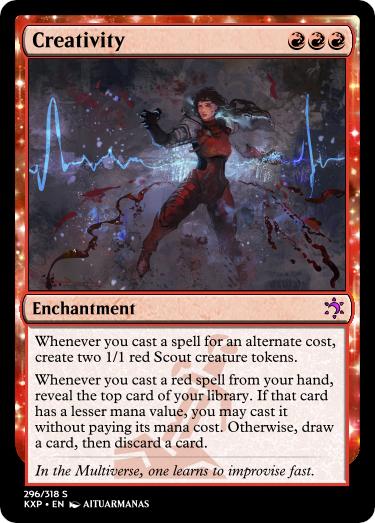 Creativity
Enchantment
Whenever you cast a spell for an alternate cost,
create two 1/1 red Scout creature tokens.
Whenever you cast a red spell from your hand,
reveal the top card of your library. If that card
has a lesser mana value, you may cast it
without paying its mana cost. Otherwise, draw
a card, then discard a card.
In the Multiverse, one learns to improvise fast.
296/318 S
KXP • EN AITUARMANAS